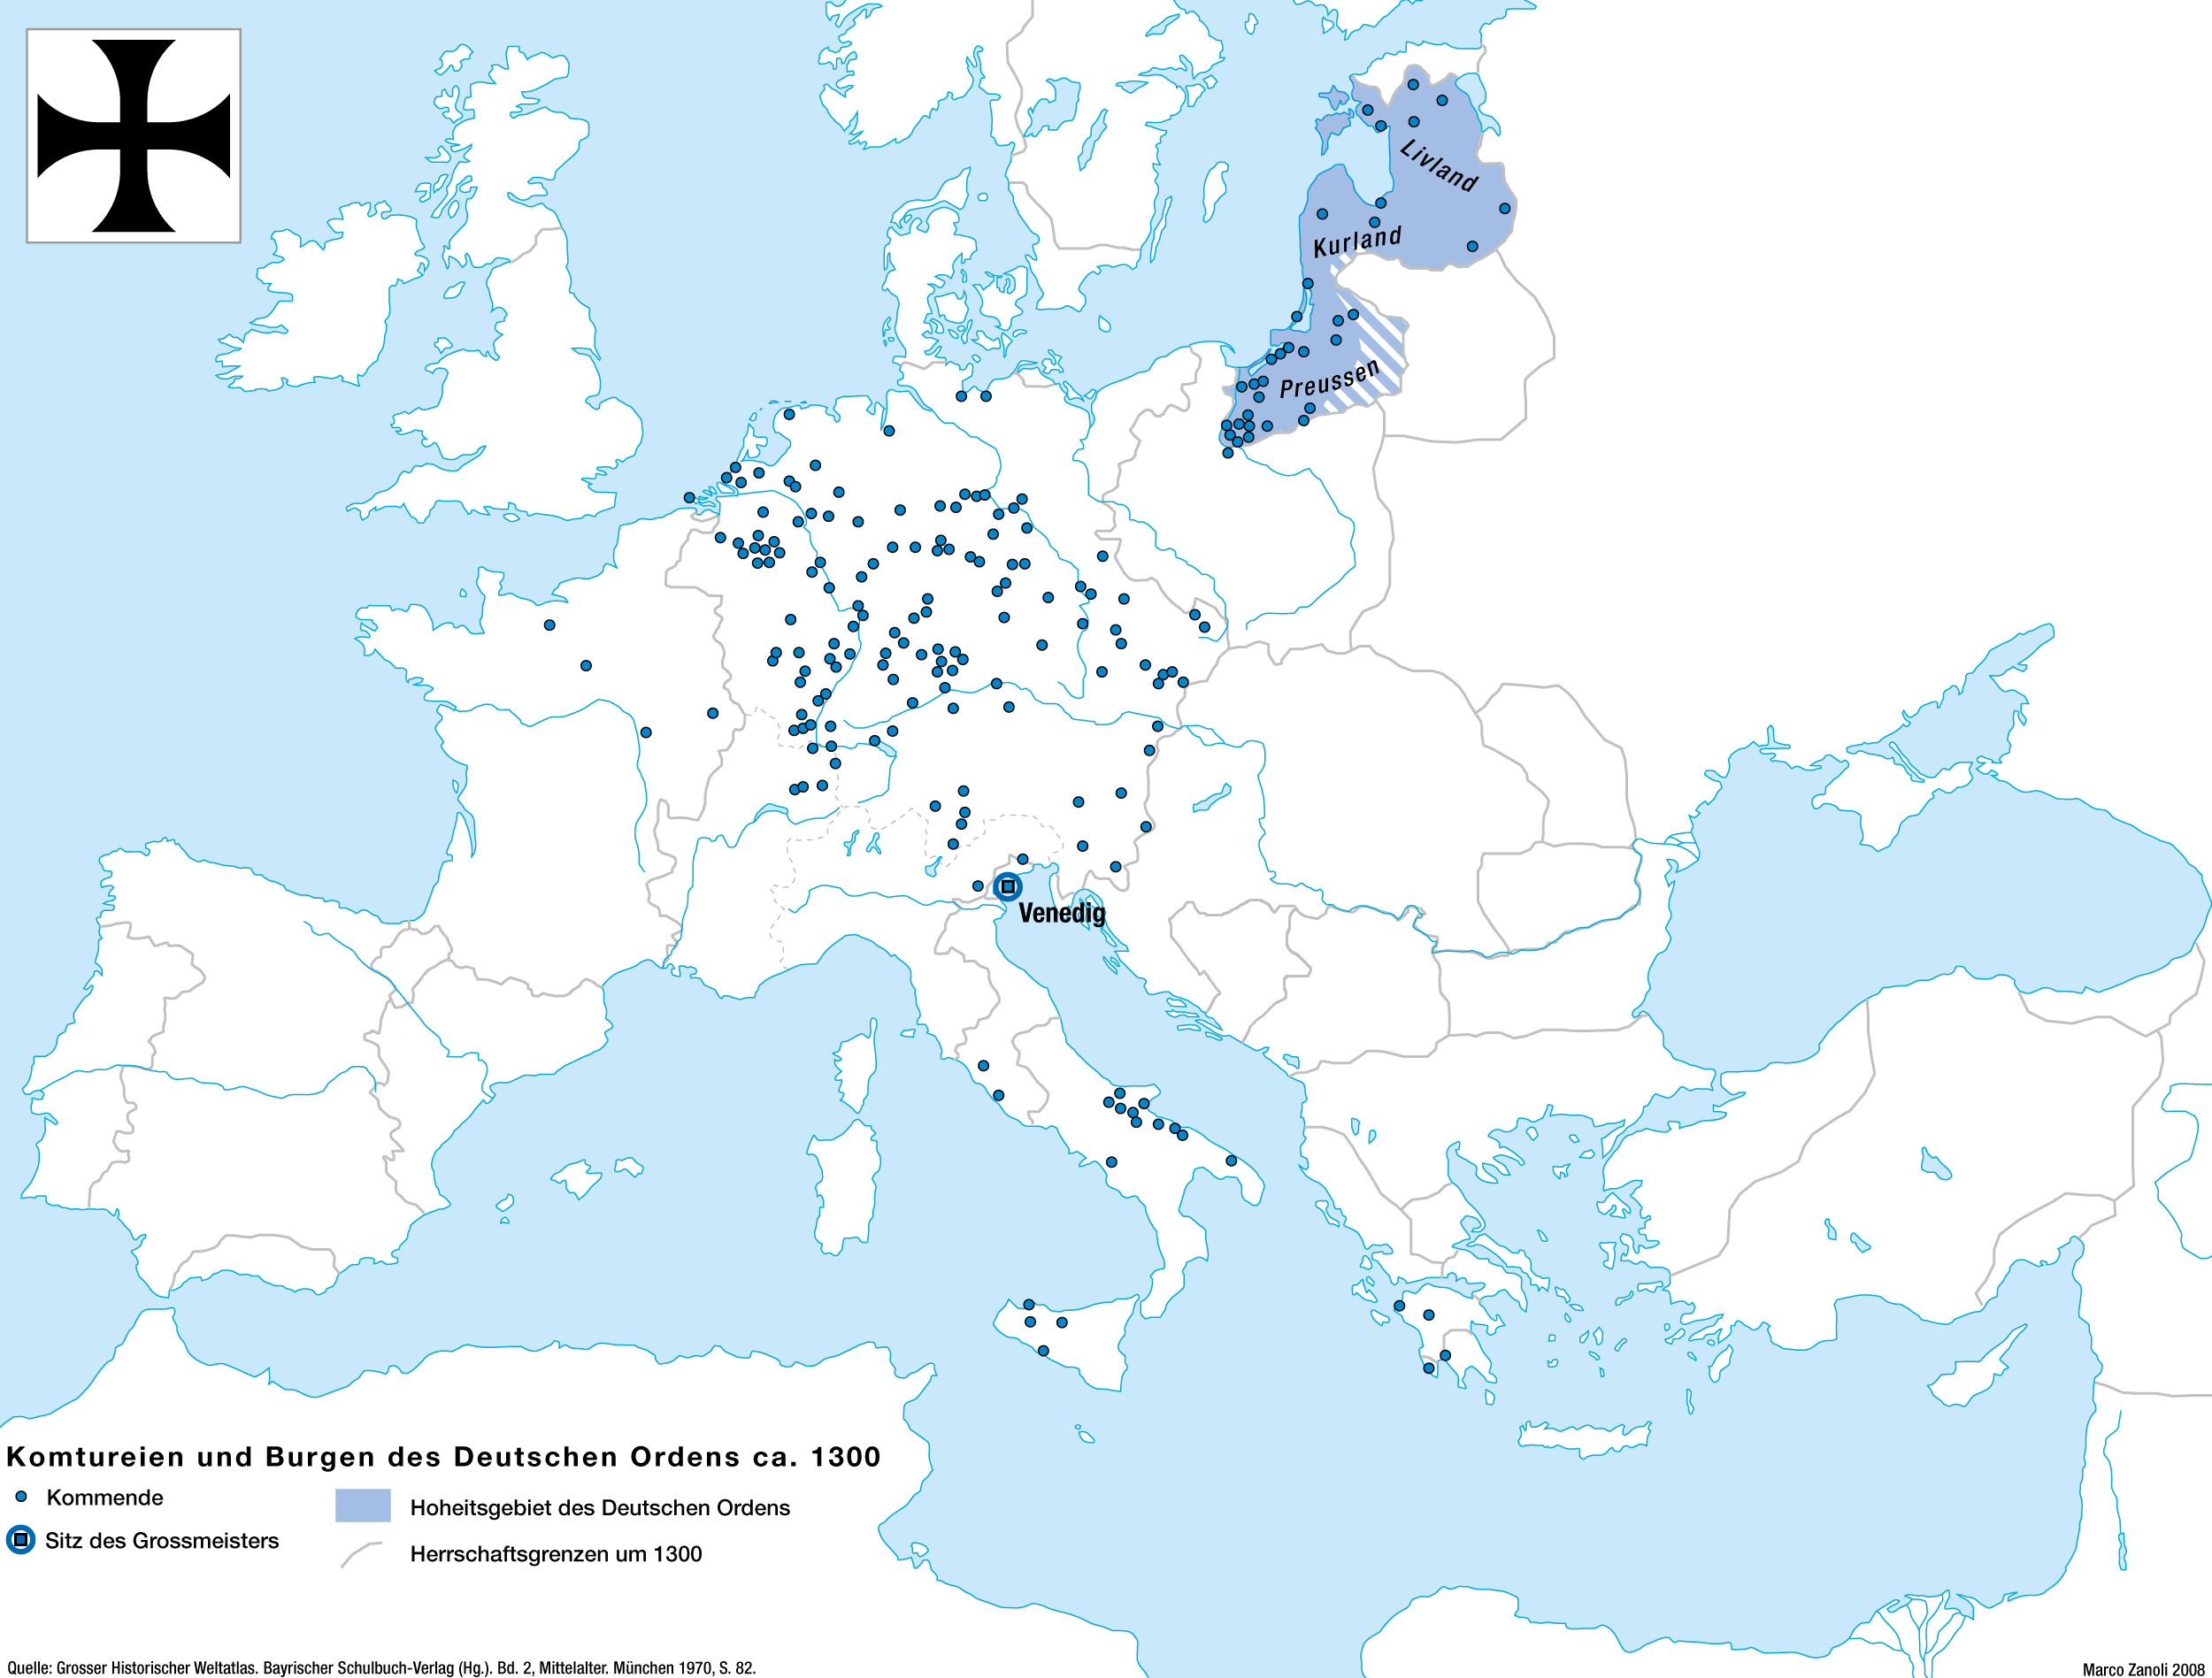 Livland
Kurland
Preussen
Venedig
Komtureien und Burgen des Deutschen Ordens ca. 1300
Kommende
Hoheitsgebiet des Deutschen Ordens
Sitz des Grossmeisters
Herrschaftsgrenzen um 1300
Quelle: Grosser Historischer Weltatlas. Bayrischer Schulbuch-Verlag (Hg.). Bd. 2, Mittelalter. München 1970, S. 82.
Marco Zanoli 2008